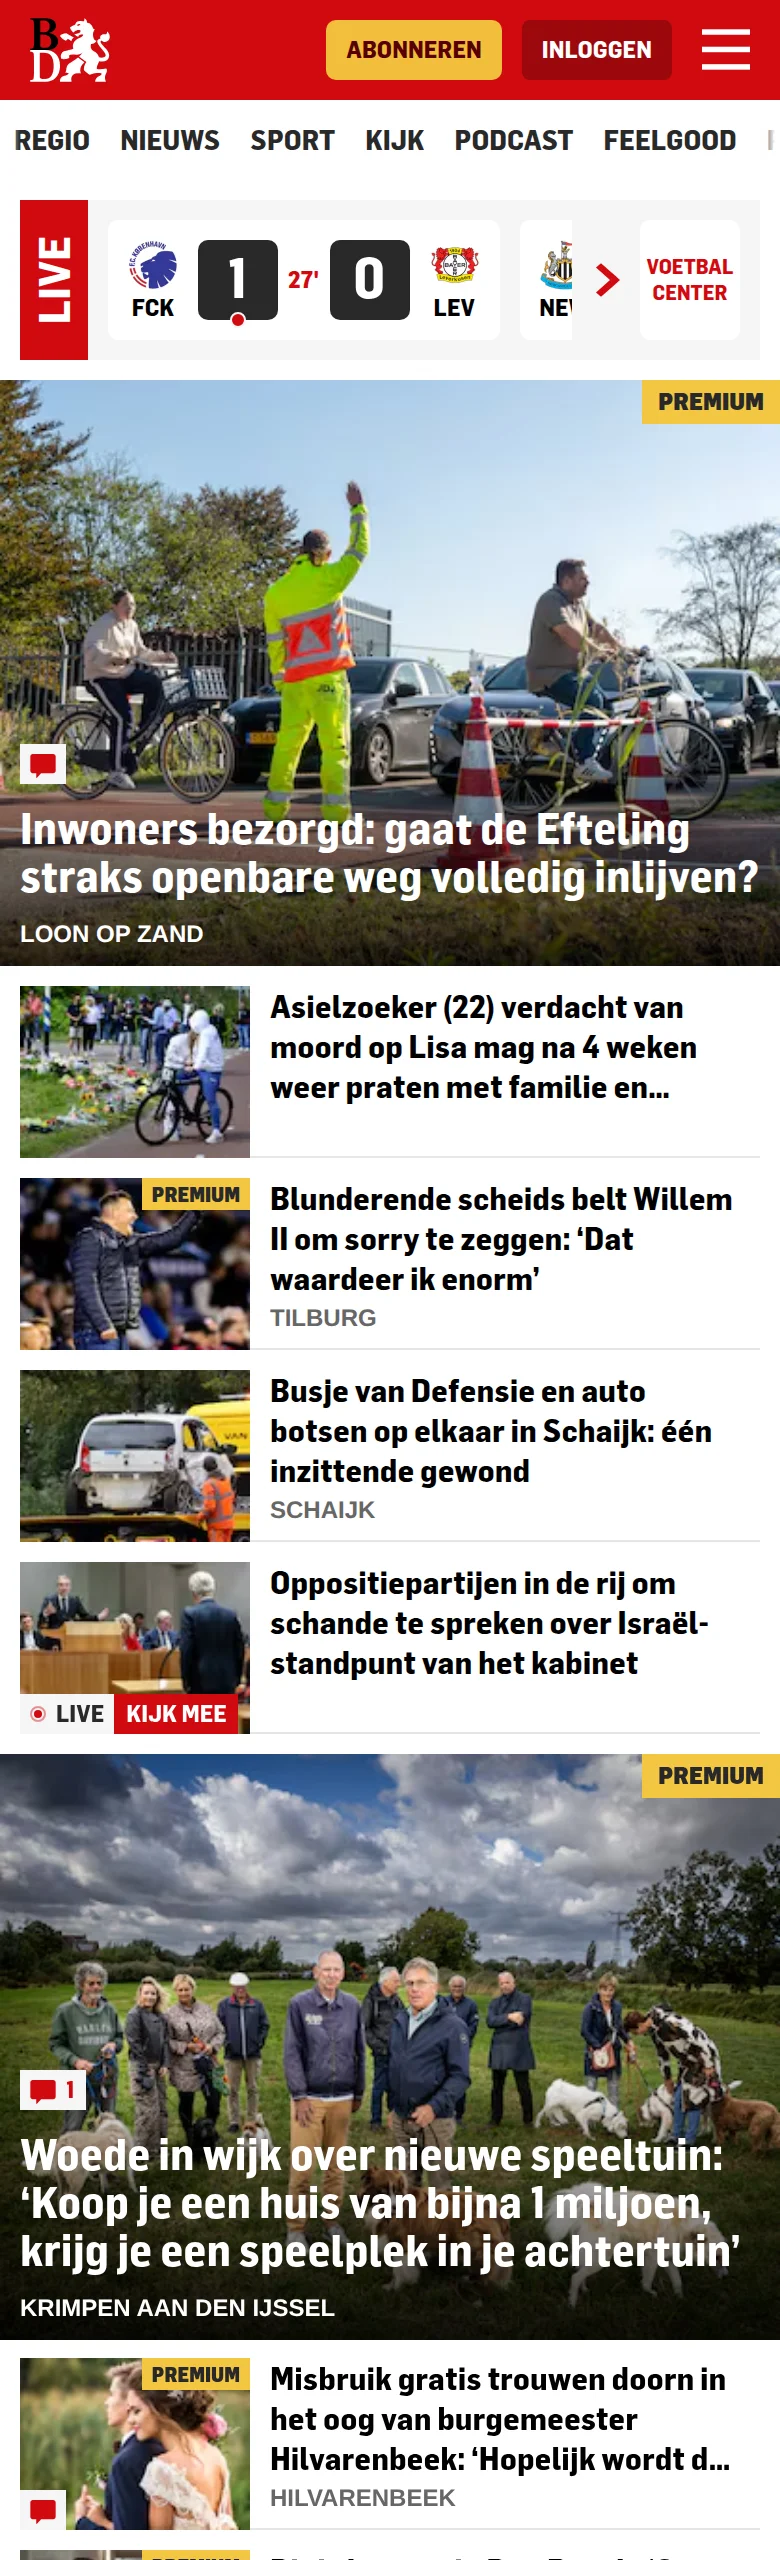 BD
ABONNEREN
INLOGGEN
REGIO NIEUWS SPORT KIJK PODCAST FEELGOOD
LIVE
FCK
1
27'
0
LEV
VOETBAL
CENTER
PREMIUM
Inwoners bezorgd: gaat de Efteling
straks openbare weg volledig inlijven?
LOON OP ZAND
Asielzoeker (22) verdacht van
moord op Lisa mag na 4 weken
weer praten met familie en...
PREMIUM
Blunderende scheids belt Willem
II om sorry te zeggen: ‘Dat
waardeer ik enorm’
TILBURG
Busje van Defensie en auto
botsen op elkaar in Schaijk: één
inzittende gewond
SCHAIJK
Oppositiepartijen in de rij om
schande te spreken over Israël-
standpunt van het kabinet
LIVE KIJK MEE
PREMIUM
1
Woede in wijk over nieuwe speeltuin:
‘Koop je een huis van bijna 1 miljoen,
krijg je een speelplek in je achtertuin’
KRIMPEN AAN DEN IJSSEL
PREMIUM
Misbruik gratis trouwen doorn in
het oog van burgemeester
Hilvarenbeek: ‘Hopelijk wordt d...
HILVARENBEEK